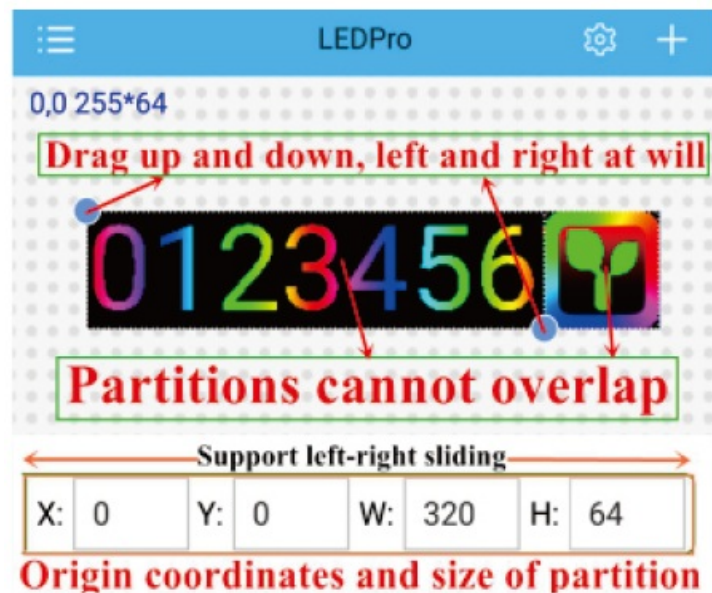 LEDPro
0,0 255*64
Drag up and down, left and right at will
0123456
Partitions cannot overlap
Support left-right sliding
X: 0 Y: 0 W: 320 H: 64
Origin coordinates and size of partition